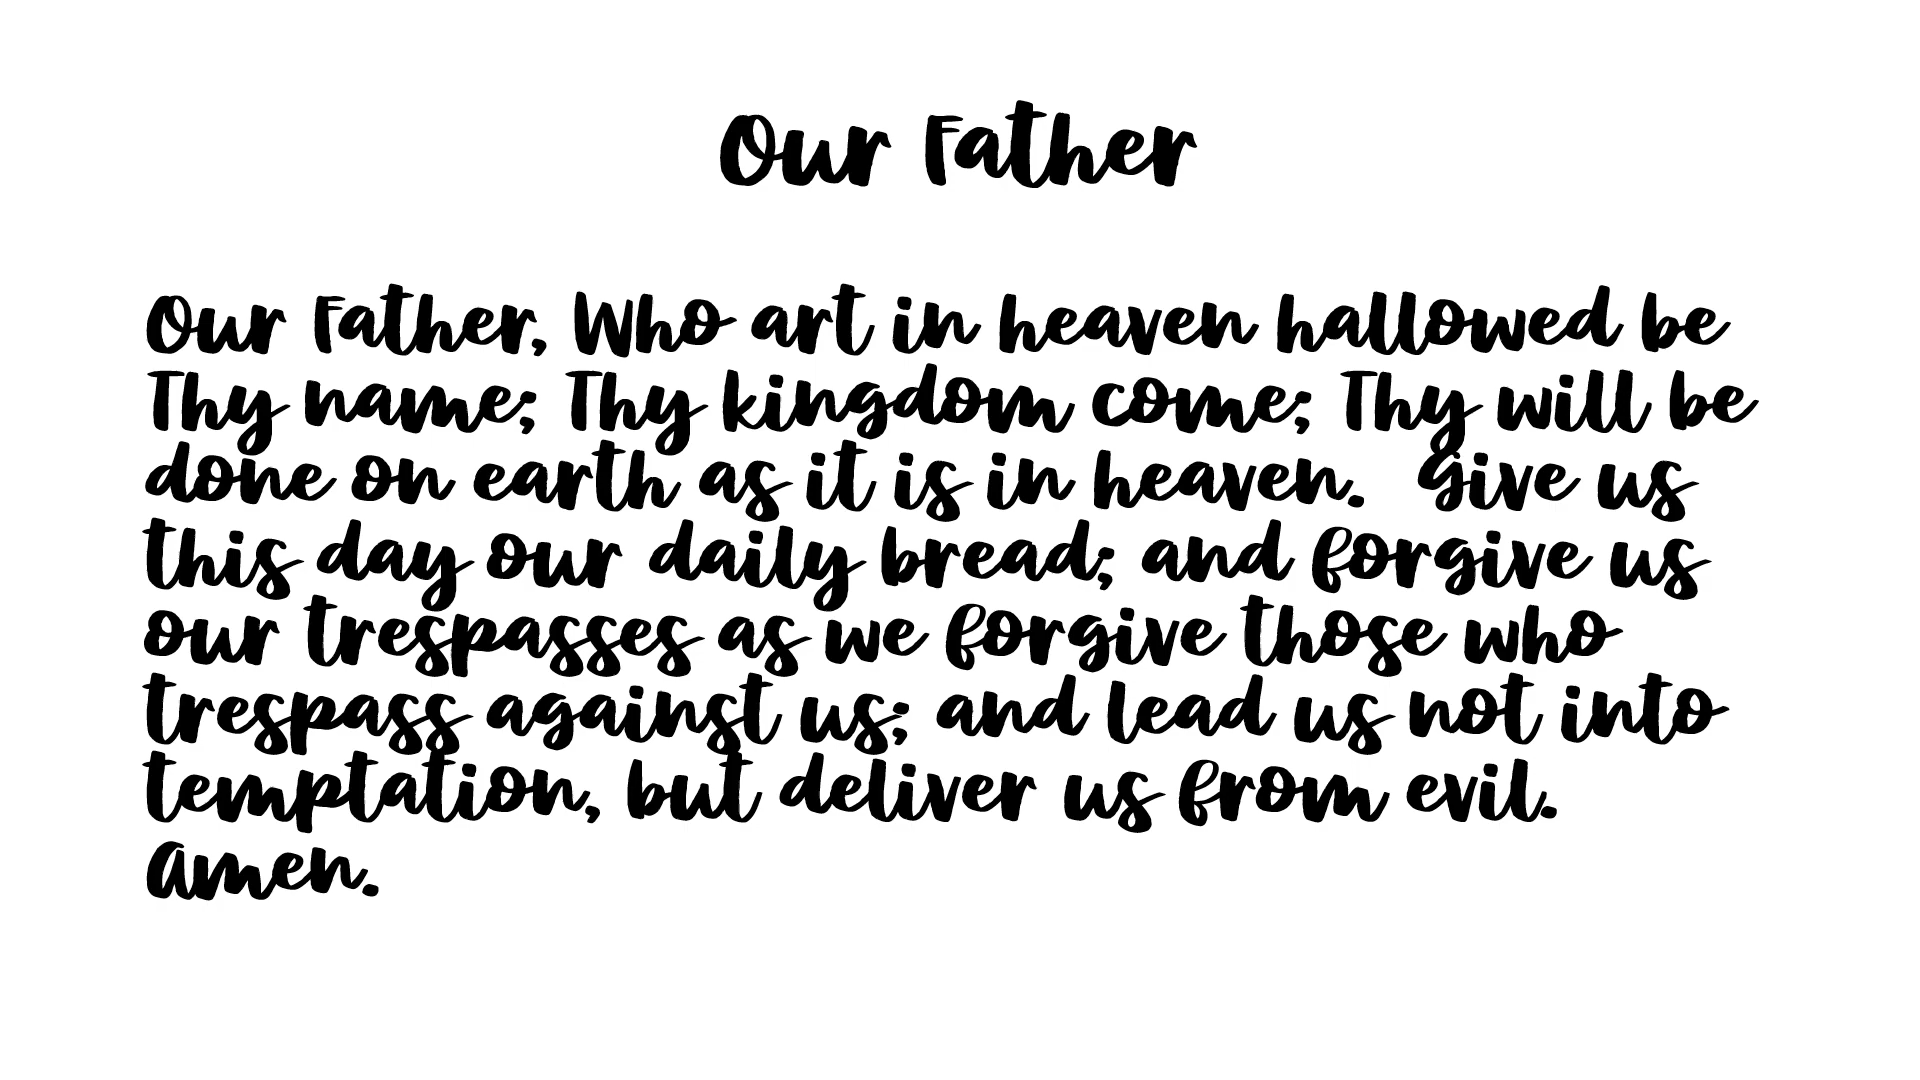 Our Father
Our Father, Who art in heaven hallowed be
Thy name; Thy kingdom come; Thy will be
done on earth as it is in heaven.   Give us
this day our daily bread; and forgive us
our trespasses as we forgive those who
trespass against us; and lead us not into
temptation, but deliver us from evil.
Amen.